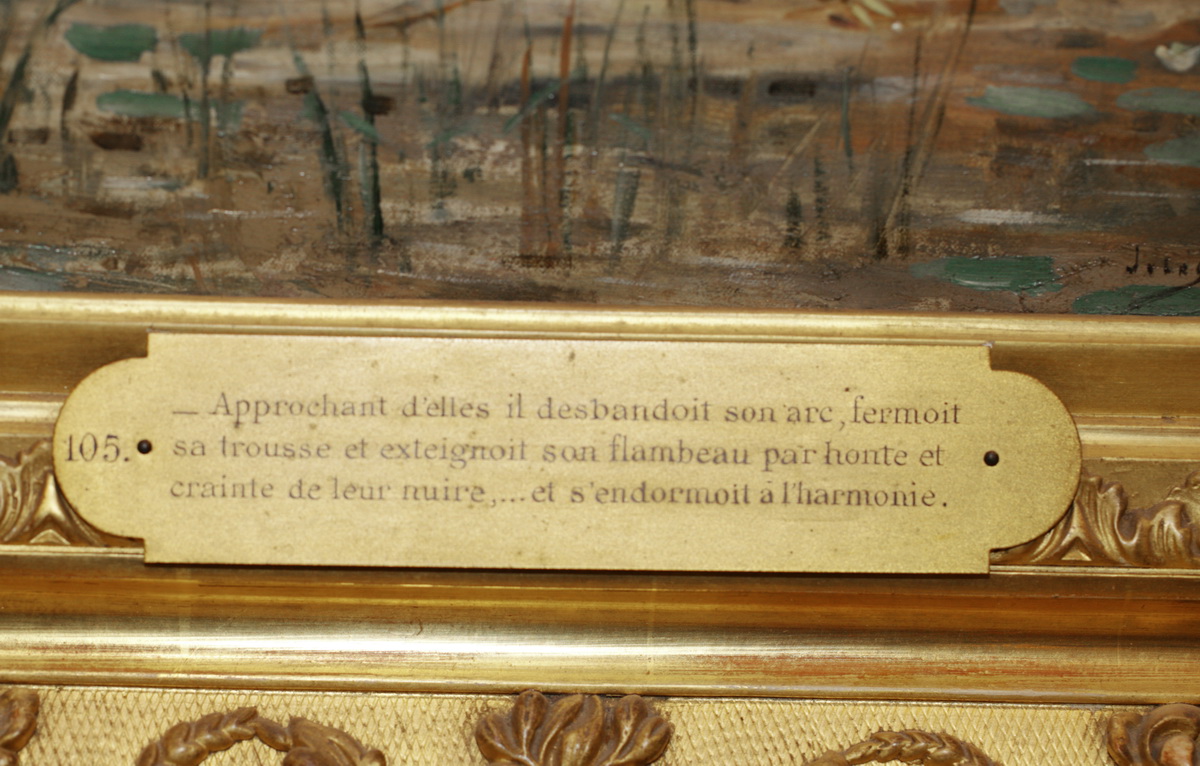 — Approchant d'elles il desbandoit son arc, fermoit
105. sa trousse et exteignoit son flambeau par honte et
crainte de leur nuire,... et s'endormoit à l'harmonie.